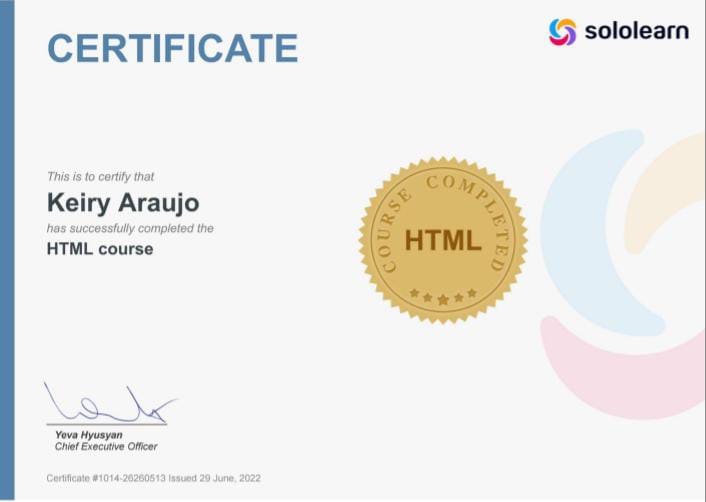 CERTIFICATE
sololearn
This is to certify that
Keiry Araujo
has successfully completed the
HTML course
COURSE COMPLETED
HTML
Yeva Hyusyan
Chief Executive Officer
Certificate #1014-26260513 Issued 29 June, 2022